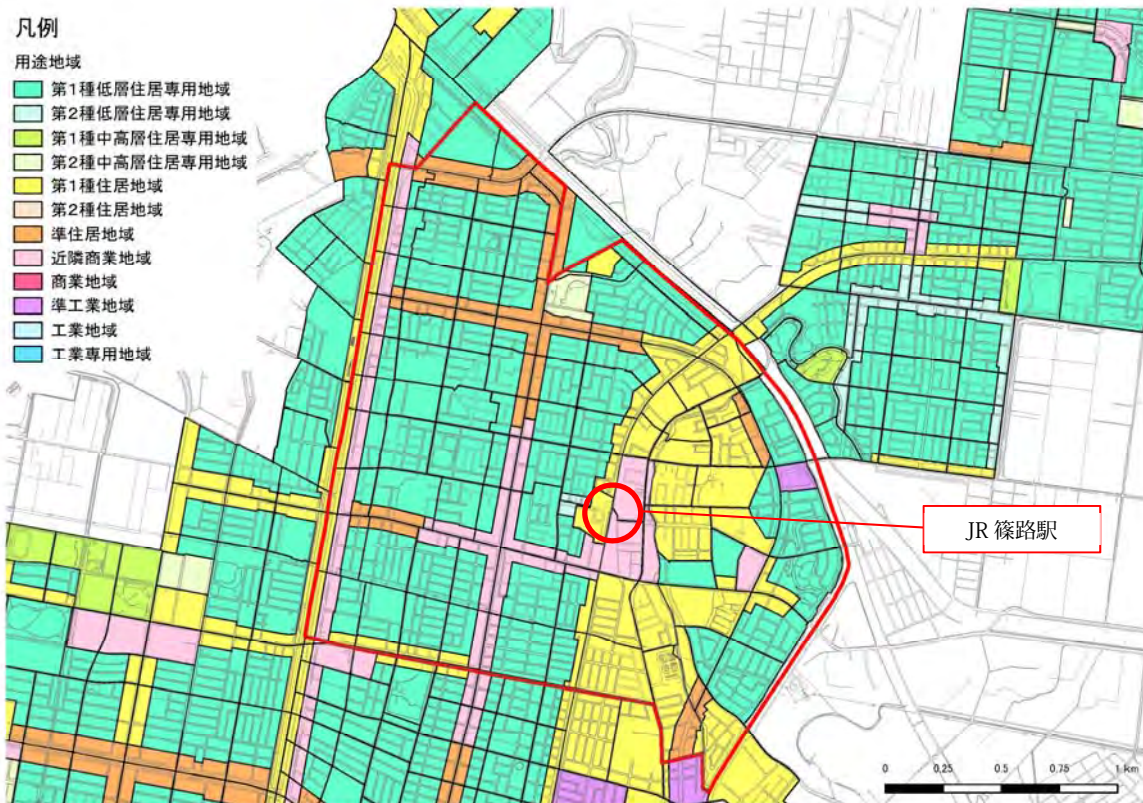 凡例
用途地域
第1種低層住居専用地域
第2種低層住居専用地域
第1種中高層住居専用地域
第2種中高層住居専用地域
第1種住居地域
第2種住居地域
準住居地域
近隣商業地域
商業地域
準工業地域
工業地域
工業専用地域
JR 篠路駅
0 0.25 0.5 0.75 1 km